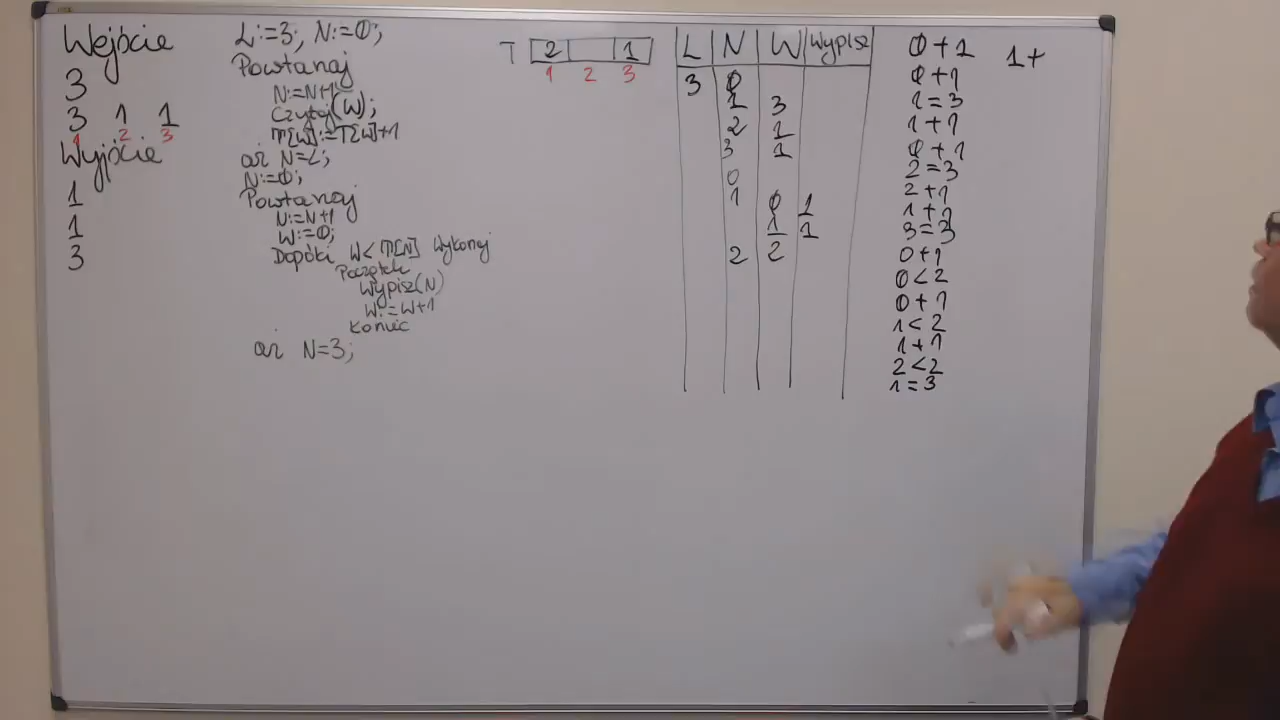 Wejście
3
3 1 1
1 2 3
Wyjście
1
1
3
L:=3; N:=0;
Powtarzaj
N:=N+1
Czytaj(W);
T[W]:=T[W]+1
aż N=L;
N:=0;
Powtarzaj
N:=N+1
W:=0;
Dopóki W<T[N] Wykonaj
Początek
Wypisz(N)
W:=W+1
Koniec
aż N=3;
T 2 1
1 2 3
L N W Wypisz
3 0
1 3
2 1
3 1
0
1 0 1
1 1
2 2
0+1
0+1
1=3
1+1
0+1
2=3
2+1
1+1
3=3
0+1
0<2
0+1
1<2
1+1
2<2
1=3
1+